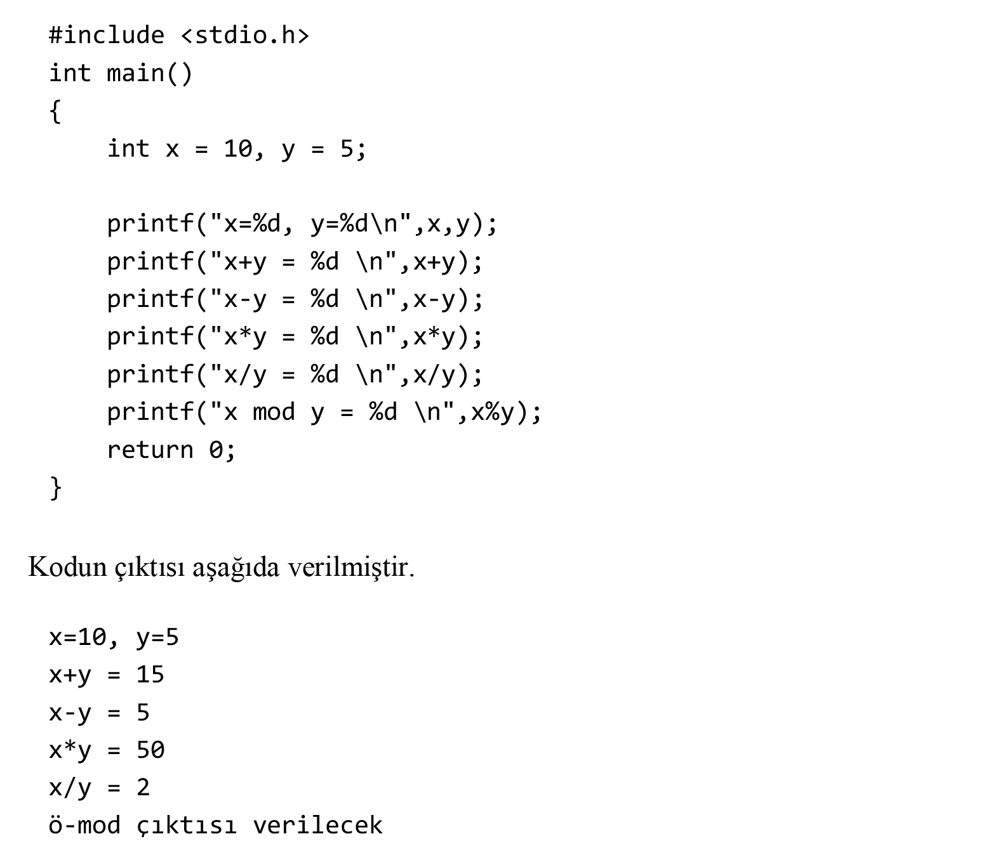 #include <stdio.h>
int main()
{
int x = 10, y = 5;
printf("x=%d, y=%d\n",x,y);
printf("x+y = %d \n",x+y);
printf("x-y = %d \n",x-y);
printf("x*y = %d \n",x*y);
printf("x/y = %d \n",x/y);
printf("x mod y = %d \n",x%y);
return 0;
}
Kodun çıktısı aşağıda verilmiştir.
x=10, y=5
x+y = 15
x-y = 5
x*y = 50
x/y = 2
ö-mod çıktısı verilecek